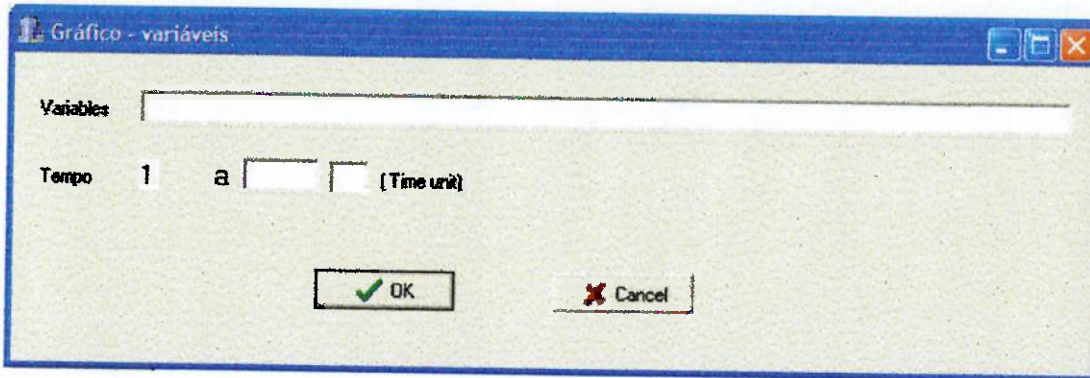 Gráfico - variáveis
Variables
Tempo 1 a (Time unit)
OK Cancel